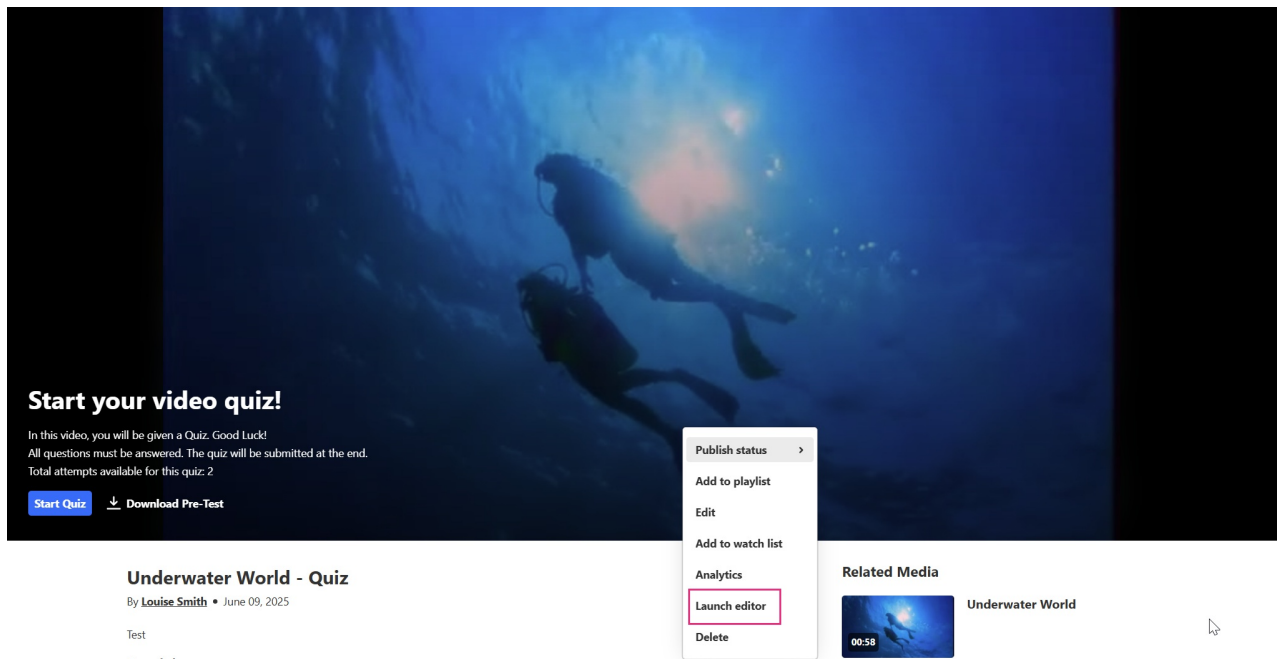 Start your video quiz!
In this video, you will be given a Quiz. Good Luck!
All questions must be answered. The quiz will be submitted at the end.
Total attempts available for this quiz: 2
Start Quiz
Download Pre-Test
Publish status
Add to playlist
Edit
Add to watch list
Analytics
Launch editor
Delete
Underwater World - Quiz
By Louise Smith • June 09, 2025
Test
Related Media
00:58
Underwater World